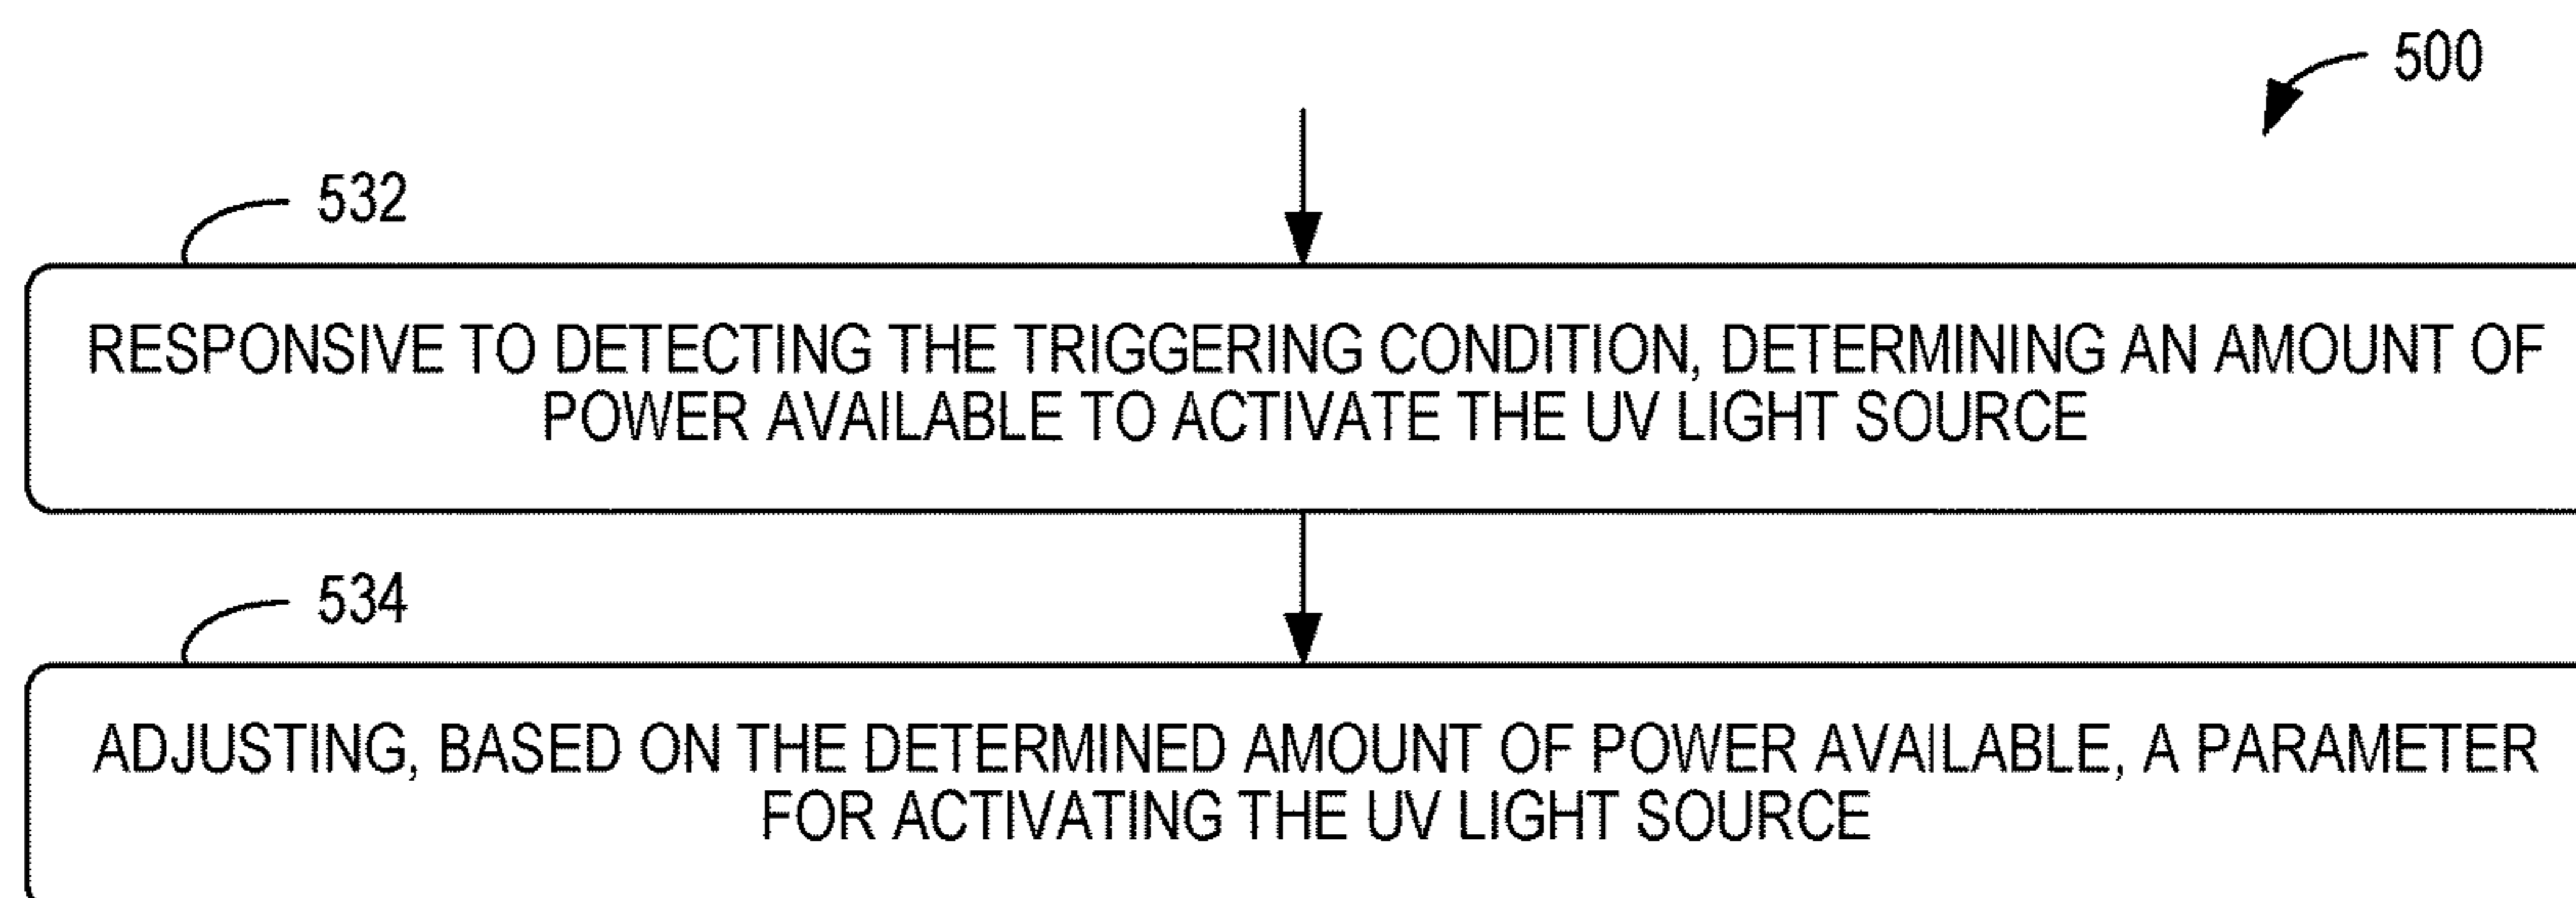 500
532
RESPONSIVE TO DETECTING THE TRIGGERING CONDITION, DETERMINING AN AMOUNT OF
POWER AVAILABLE TO ACTIVATE THE UV LIGHT SOURCE
534
ADJUSTING, BASED ON THE DETERMINED AMOUNT OF POWER AVAILABLE, A PARAMETER
FOR ACTIVATING THE UV LIGHT SOURCE